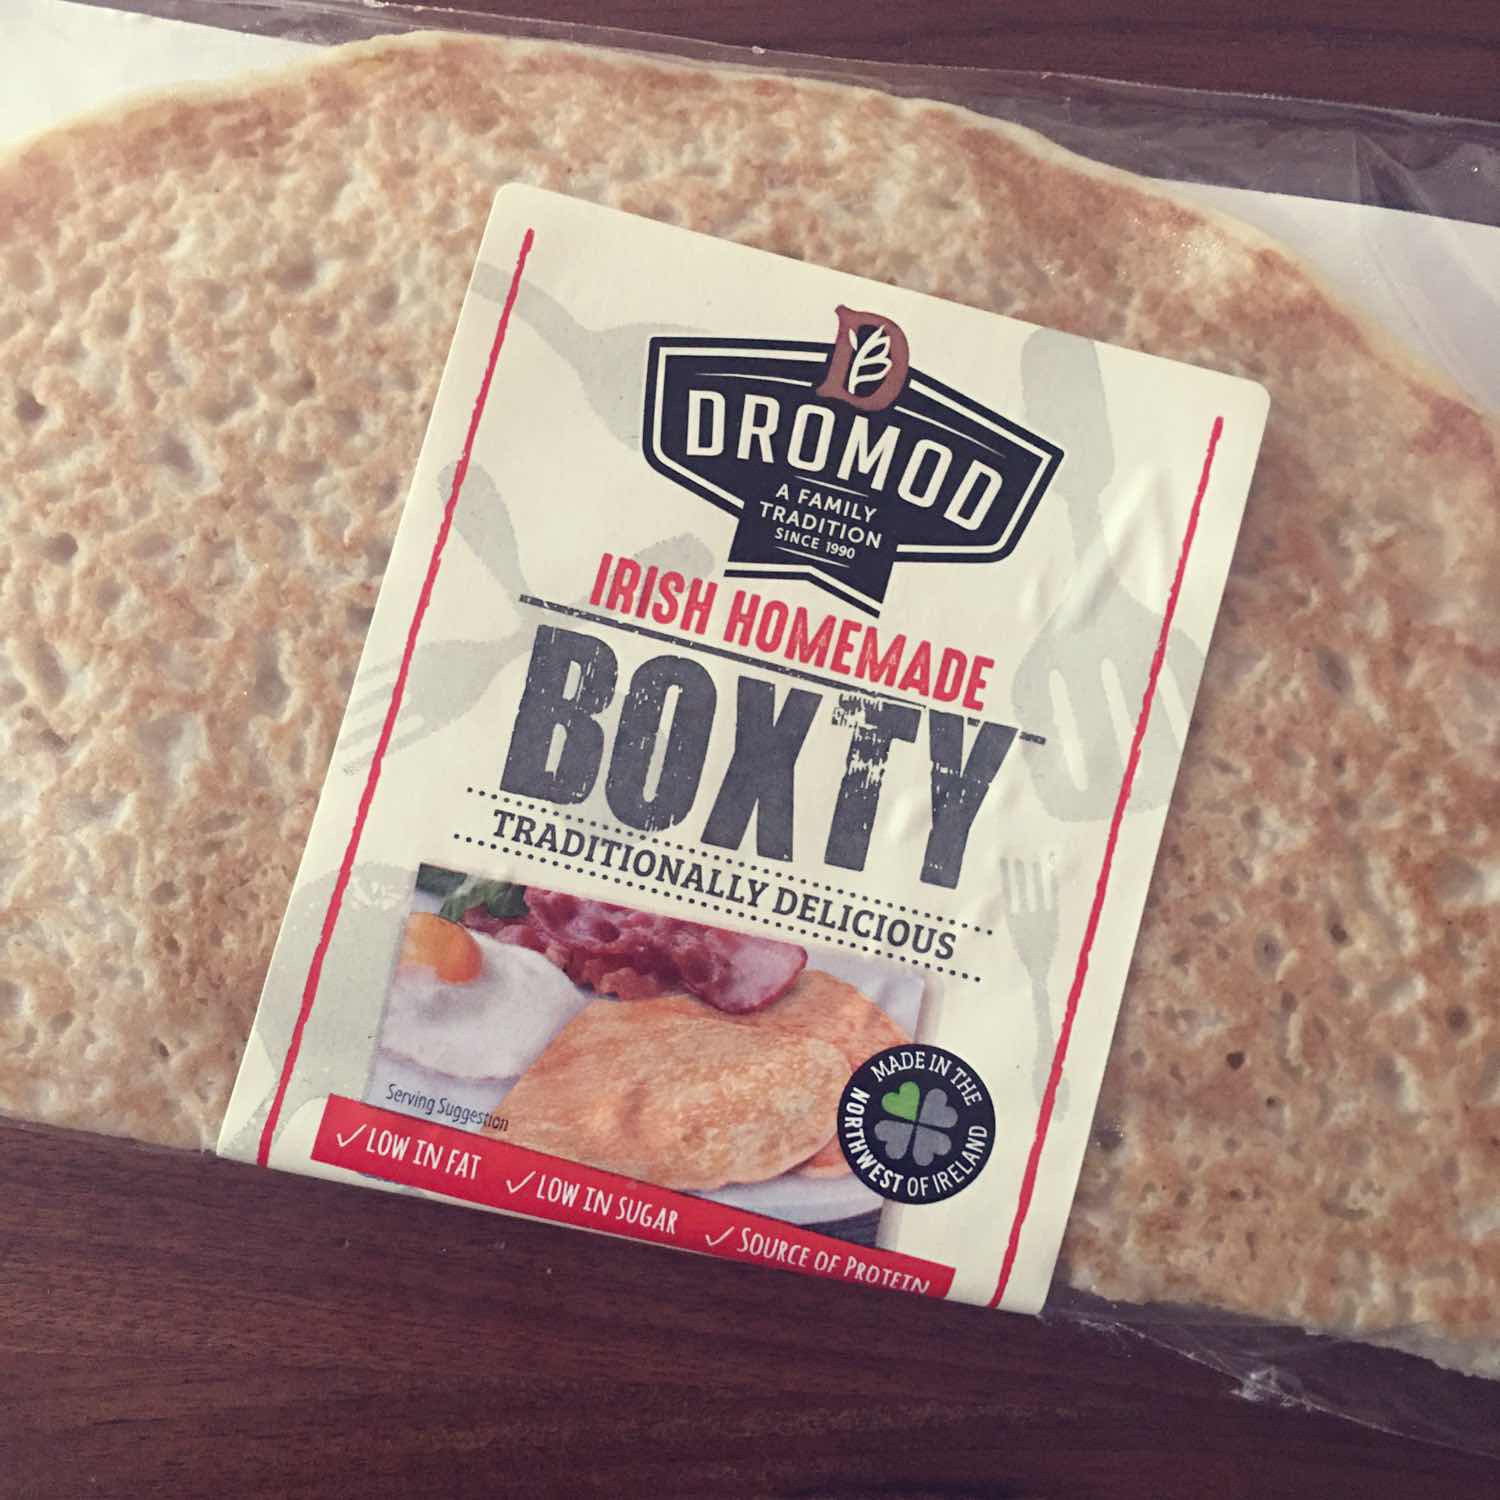 DB
DROMOD
A FAMILY
TRADITION
SINCE 1990
IRISH HOMEMADE
BOXTY
TRADITIONALLY DELICIOUS
Serving Suggestion
MADE IN THE
NORTHWEST OF IRELAND
✓ LOW IN FAT ✓ LOW IN SUGAR ✓ SOURCE OF PROTEIN